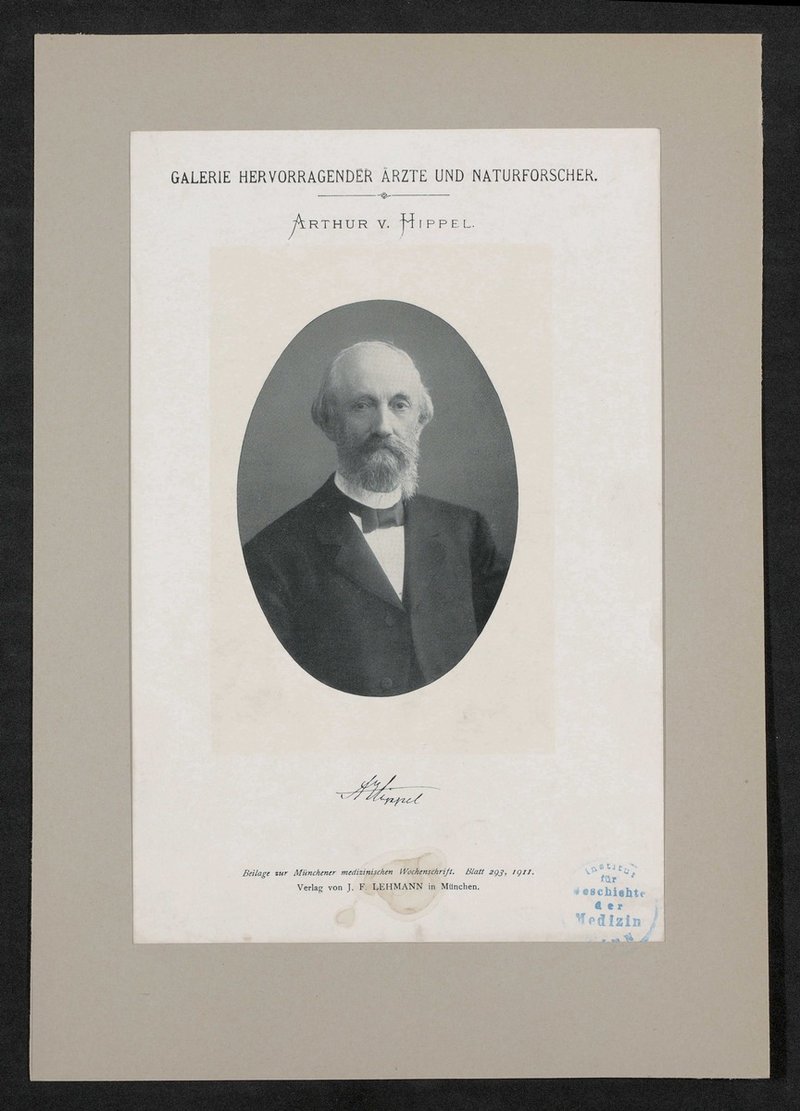 GALERIE HERVORRAGENDER ÄRZTE UND NATURFORSCHER.
ARTHUR V. HIPPEL.
AvHippel
Beilage zur Münchener medizinischen Wochenschrift. Blatt 293, 1911.
Verlag von J. F. LEHMANN in München.
Institut
für
Geschichte
der
Medizin